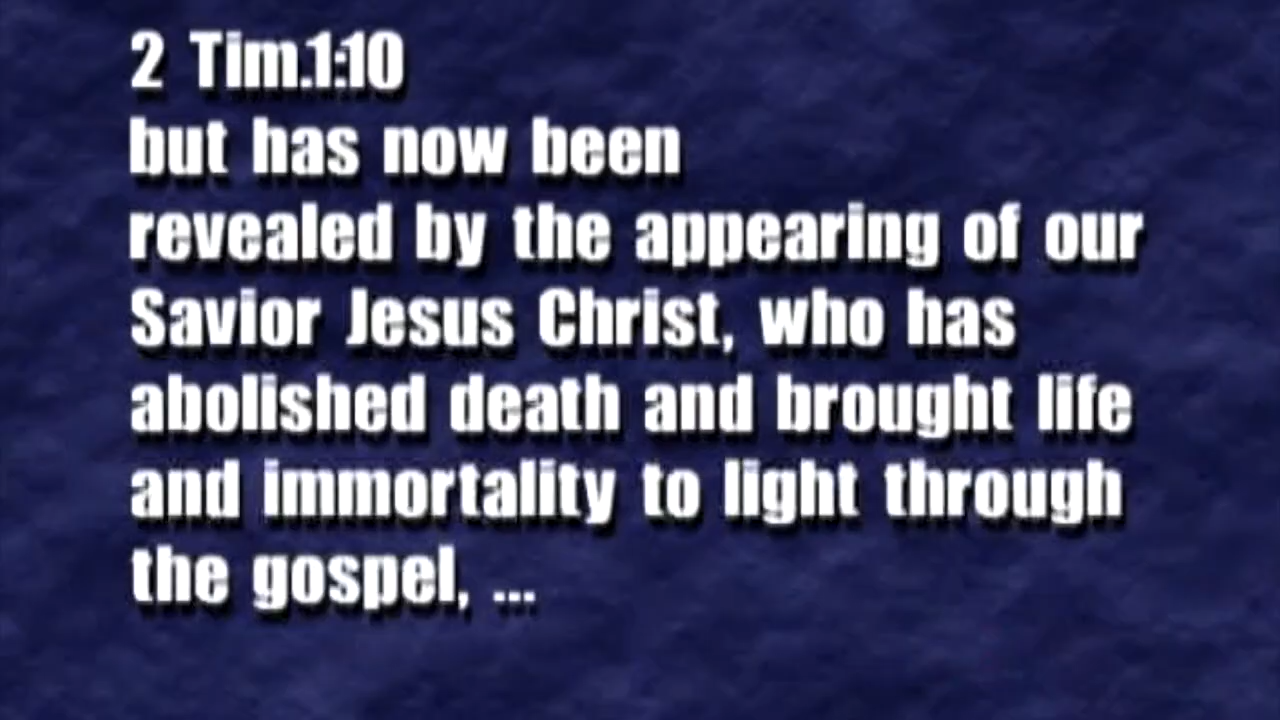 2 Tim.1:10
but has now been
revealed by the appearing of our
Savior Jesus Christ, who has
abolished death and brought life
and immortality to light through
the gospel, ...